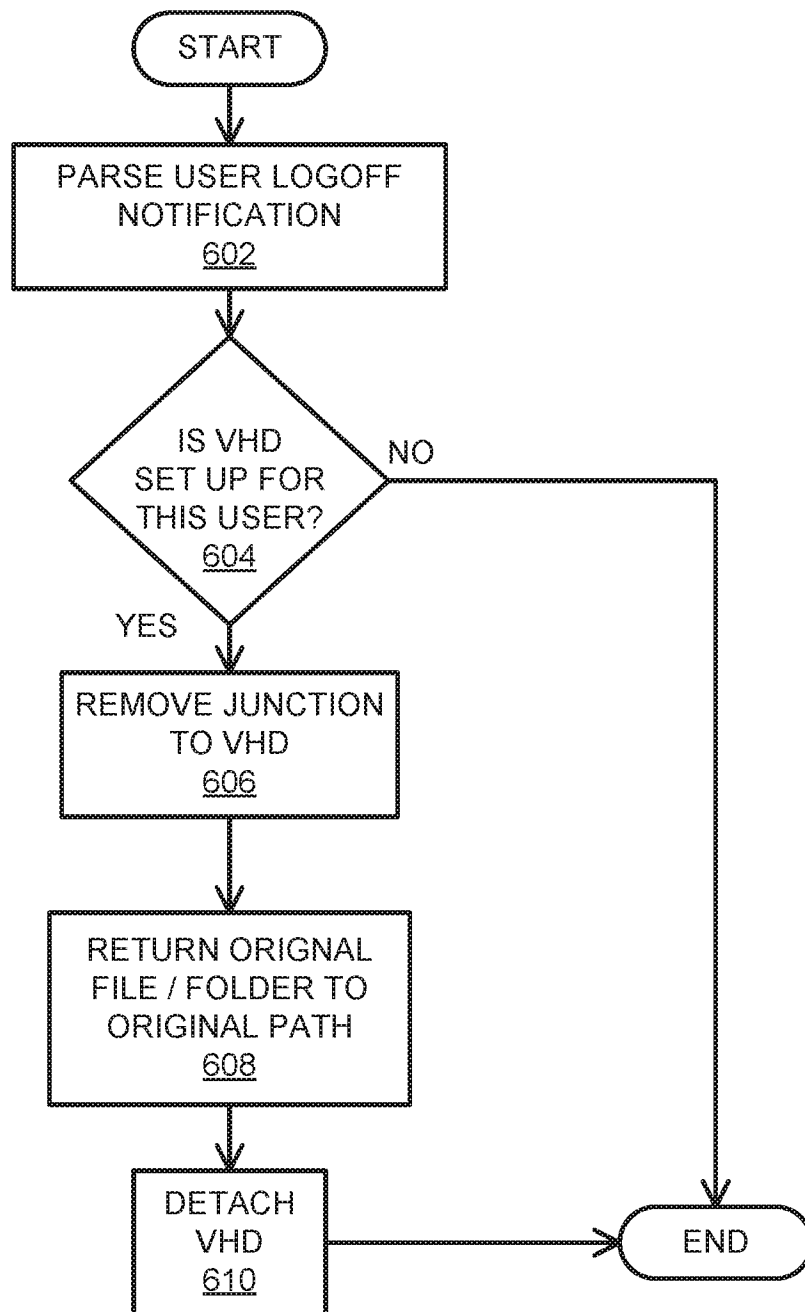 START
PARSE USER LOGOFF
NOTIFICATION
602
IS VHD
SET UP FOR
THIS USER?
604
NO
YES
REMOVE JUNCTION
TO VHD
606
RETURN ORIGNAL
FILE / FOLDER TO
ORIGINAL PATH
608
DETACH
VHD
610
END